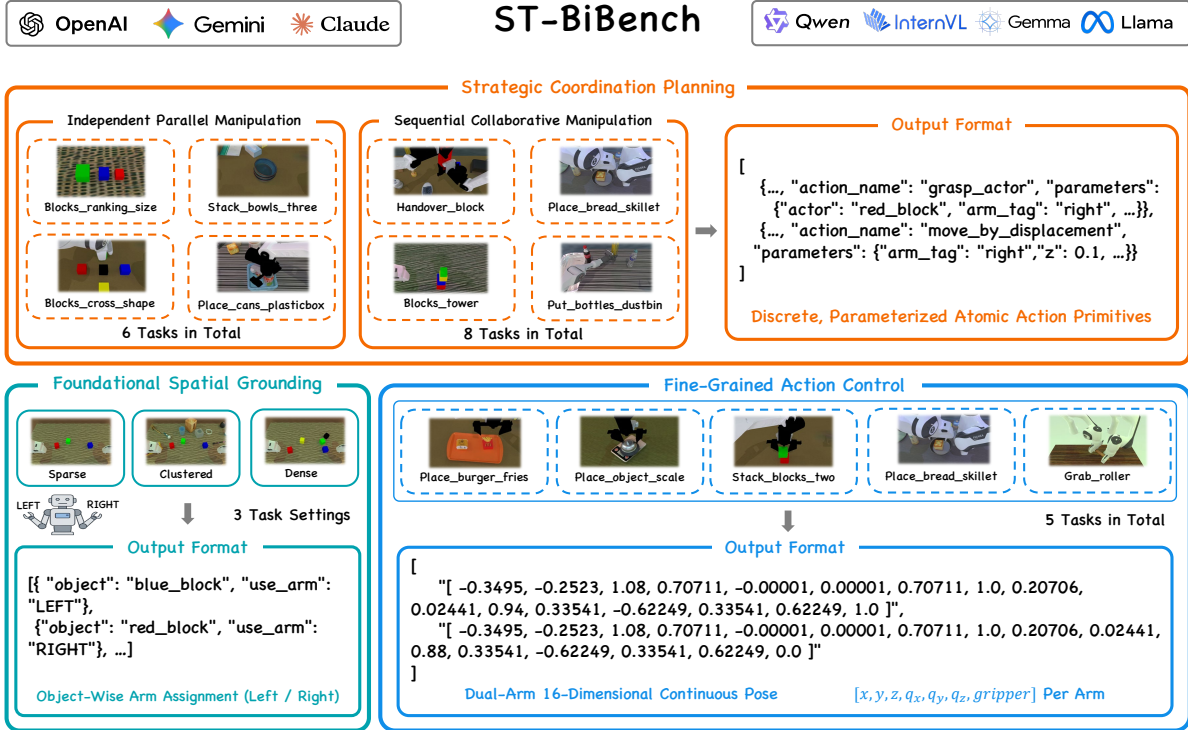 OpenAI Gemini Claude
ST-BiBench
Qwen InternVL Gemma Llama
Strategic Coordination Planning
Independent Parallel Manipulation
Blocks_ranking_size
Stack_bowls_three
Blocks_cross_shape
Place_cans_plasticbox
6 Tasks in Total
Sequential Collaborative Manipulation
Handover_block
Place_bread_skillet
Blocks_tower
Put_bottles_dustbin
8 Tasks in Total
Output Format
[
{..., "action_name": "grasp_actor", "parameters":
{"actor": "red_block", "arm_tag": "right", ...}},
{..., "action_name": "move_by_displacement",
"parameters": {"arm_tag": "right","z": 0.1, ...}}
]
Discrete, Parameterized Atomic Action Primitives
Foundational Spatial Grounding
Sparse
Clustered
Dense
LEFT
RIGHT
3 Task Settings
Output Format
[{ "object": "blue_block", "use_arm":
"LEFT"},
{"object": "red_block", "use_arm":
"RIGHT"}, ...]
Object-Wise Arm Assignment (Left / Right)
Fine-Grained Action Control
Place_burger_fries
Place_object_scale
Stack_blocks_two
Place_bread_skillet
Grab_roller
5 Tasks in Total
Output Format
[
"[ -0.3495, -0.2523, 1.08, 0.70711, -0.00001, 0.00001, 0.70711, 1.0, 0.20706,
0.02441, 0.94, 0.33541, -0.62249, 0.33541, 0.62249, 1.0 ]",
"[ -0.3495, -0.2523, 1.08, 0.70711, -0.00001, 0.00001, 0.70711, 1.0, 0.20706, 0.02441,
0.88, 0.33541, -0.62249, 0.33541, 0.62249, 0.0 ]"
]
Dual-Arm 16-Dimensional Continuous Pose
[x, y, z, q_x, q_y, q_z, gripper] Per Arm